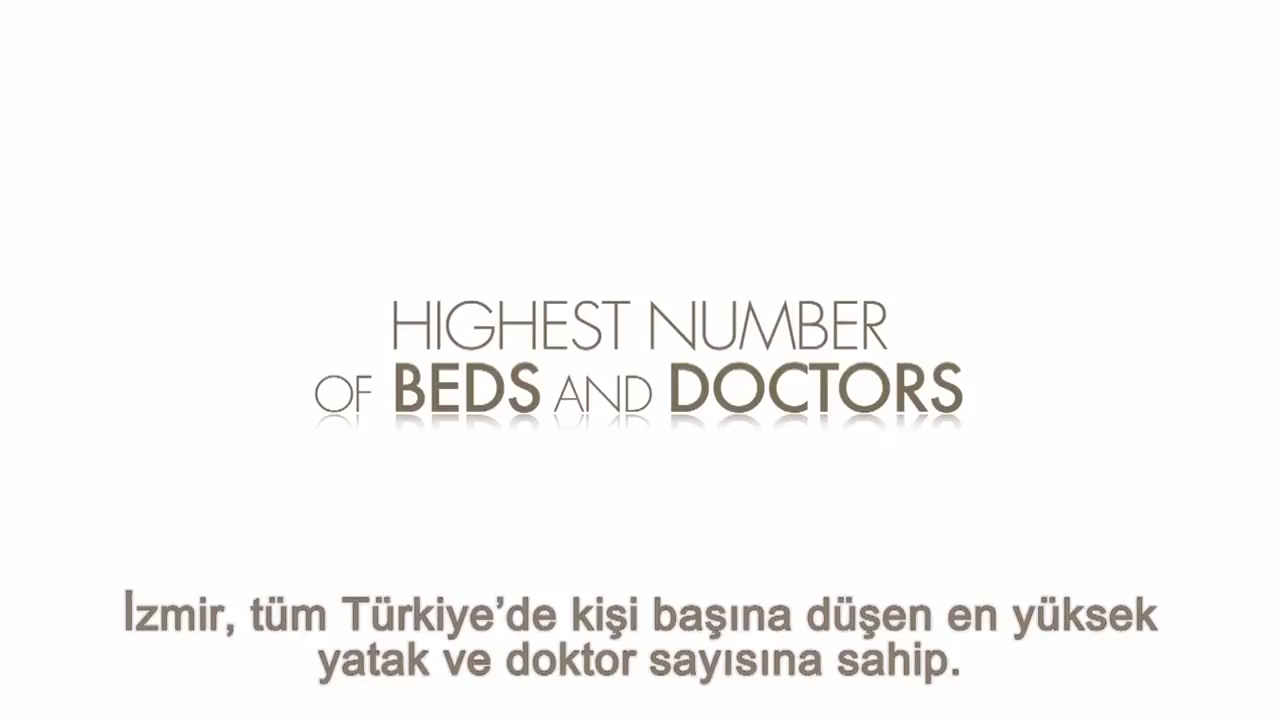 HIGHEST NUMBER
OF BEDS AND DOCTORS
İzmir, tüm Türkiye’de kişi başına düşen en yüksek
yatak ve doktor sayısına sahip.